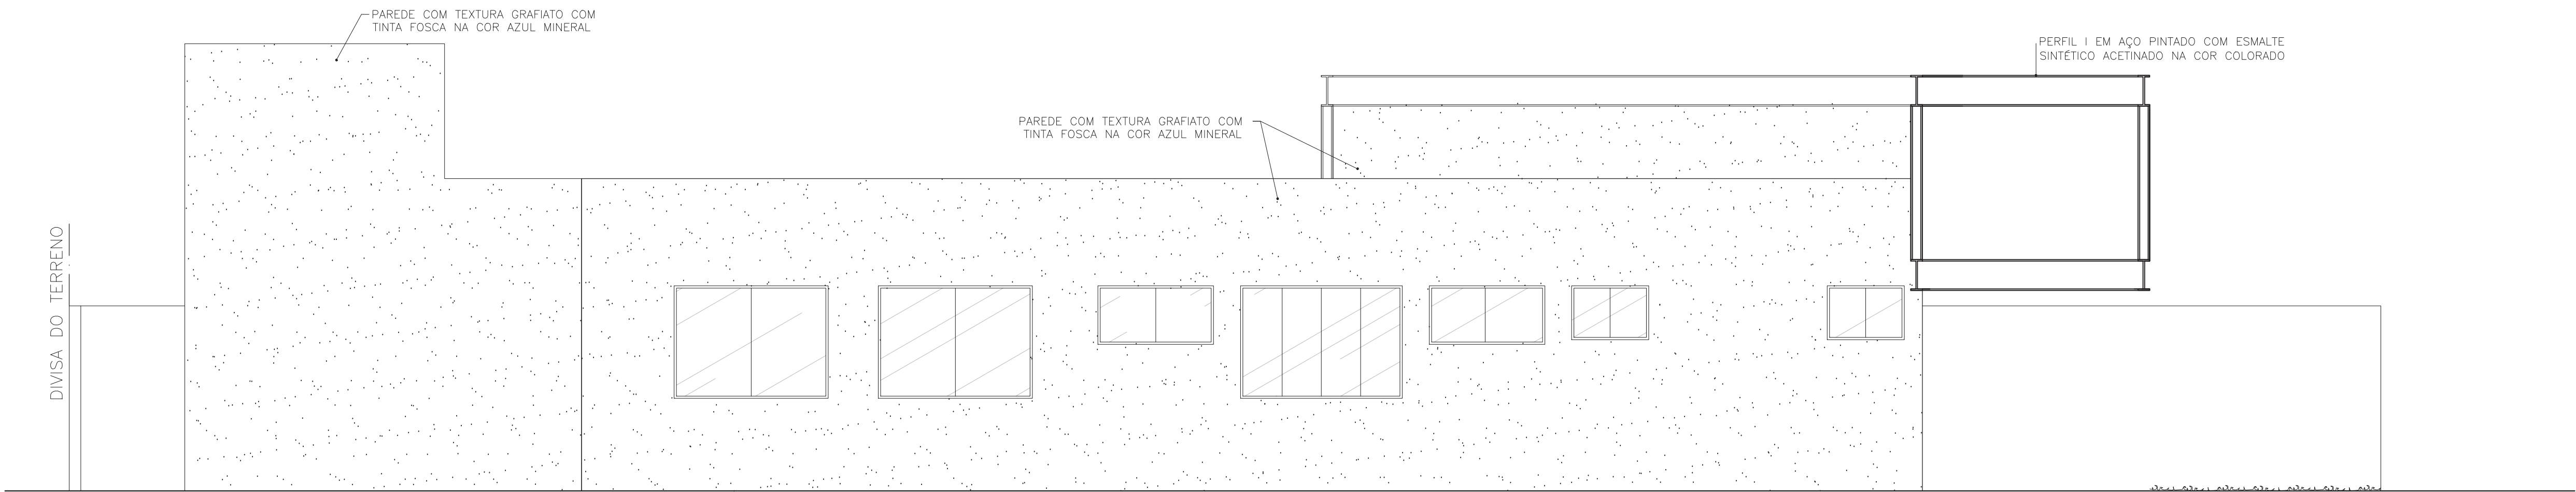 PAREDE COM TEXTURA GRAFIATO COM
TINTA FOSCA NA COR AZUL MINERAL
PERFIL I EM AÇO PINTADO COM ESMALTE
SINTÉTICO ACETINADO NA COR COLORADO
PAREDE COM TEXTURA GRAFIATO COM
TINTA FOSCA NA COR AZUL MINERAL
DIVISA DO TERRENO